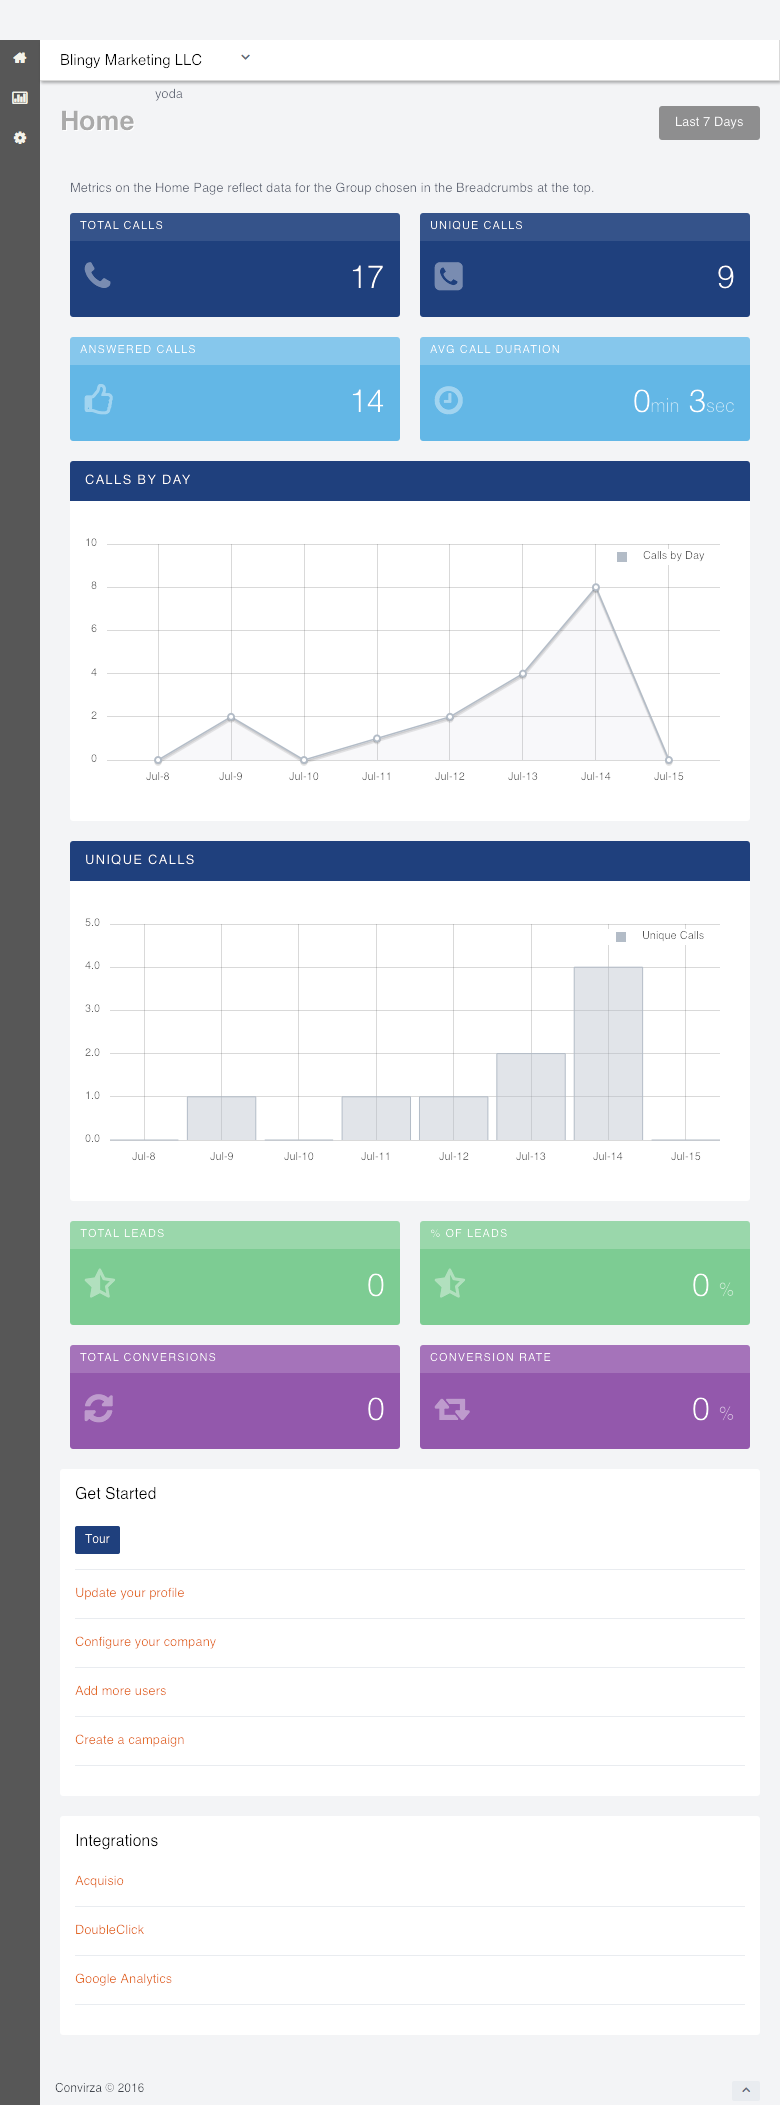 Blingy Marketing LLC
yoda
Home
Last 7 Days
Metrics on the Home Page reflect data for the Group chosen in the Breadcrumbs at the top.
TOTAL CALLS
17
UNIQUE CALLS
9
ANSWERED CALLS
14
AVG CALL DURATION
0min 3sec
CALLS BY DAY
10
8
6
4
2
0
Calls by Day
Jul-8 Jul-9 Jul-10 Jul-11 Jul-12 Jul-13 Jul-14 Jul-15
UNIQUE CALLS
5.0
4.0
3.0
2.0
1.0
0.0
Unique Calls
Jul-8 Jul-9 Jul-10 Jul-11 Jul-12 Jul-13 Jul-14 Jul-15
TOTAL LEADS
0
% OF LEADS
0 %
TOTAL CONVERSIONS
0
CONVERSION RATE
0 %
Get Started
Tour
Update your profile
Configure your company
Add more users
Create a campaign
Integrations
Acquisio
DoubleClick
Google Analytics
Convirza © 2016